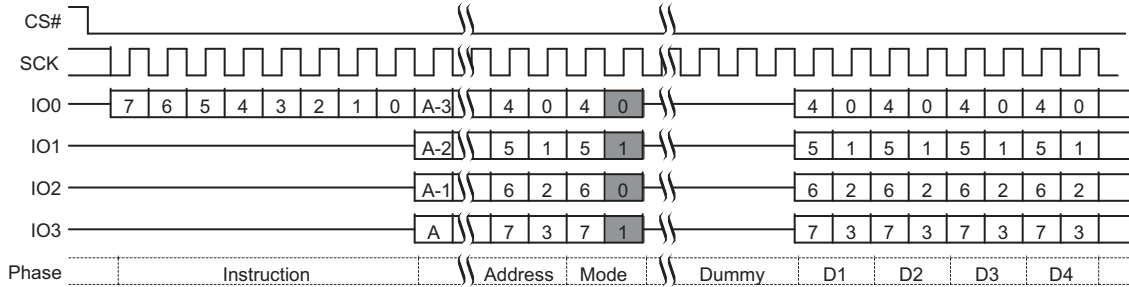 CS#
SCK
IO0 7 6 5 4 3 2 1 0 A-3 4 0 4 0 4 0 4 0 4 0 4 0
IO1 A-2 5 1 5 1 5 1 5 1 5 1 5 1
IO2 A-1 6 2 6 0 6 2 6 2 6 2 6 2
IO3 A 7 3 7 1 7 3 7 3 7 3 7 3
Phase Instruction Address Mode Dummy D1 D2 D3 D4